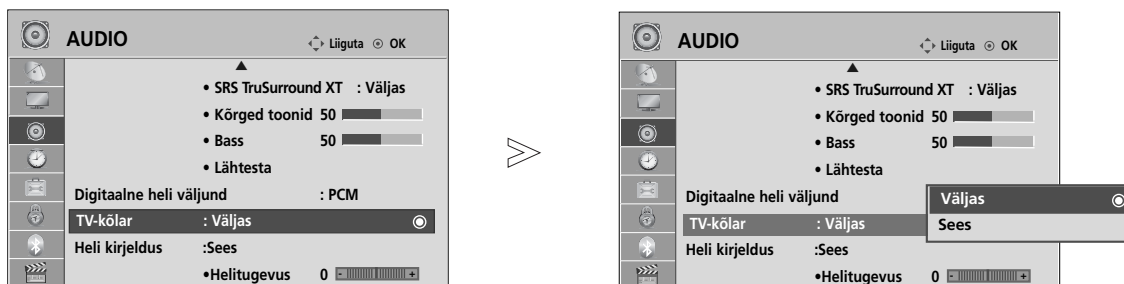 AUDIO
Liiguta ⊙ OK
• SRS TruSurround XT : Väljas
• Kõrged toonid 50
• Bass 50
• Lähtesta
Digitaalne heli väljund : PCM
TV-kõlar : Väljas
Heli kirjeldus :Sees
•Helitugevus 0 - +
AUDIO
Liiguta ⊙ OK
• SRS TruSurround XT : Väljas
• Kõrged toonid 50
• Bass 50
• Lähtesta
Digitaalne heli väljund
Väljas
TV-kõlar : Väljas
Sees
Heli kirjeldus :Sees
•Helitugevus 0 - +